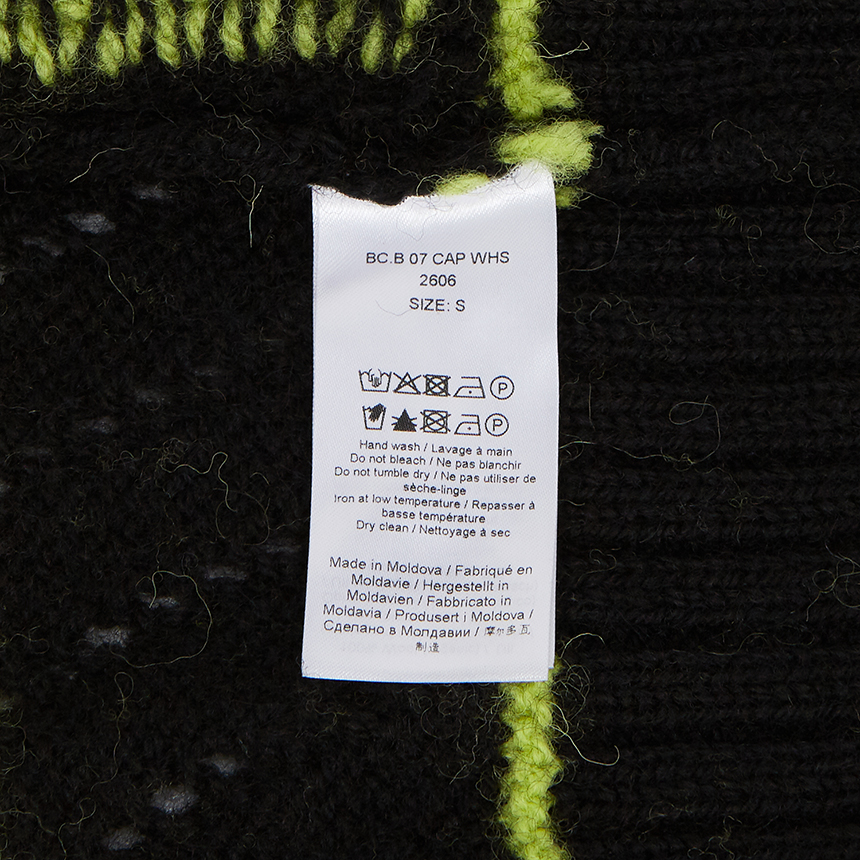 BC.B 07 CAP WHS
2606
SIZE: S
P
P
Hand wash / Lavage à main
Do not bleach / Ne pas blanchir
Do not tumble dry / Ne pas utiliser de
sèche-linge
Iron at low temperature / Repasser à
basse température
Dry clean / Nettoyage à sec
Made in Moldova / Fabriqué en
Moldavie / Hergestellt in
Moldavien / Fabbricato in
Moldavia / Produsert i Moldova /
Сделано в Молдавии / 摩尔多瓦
制造